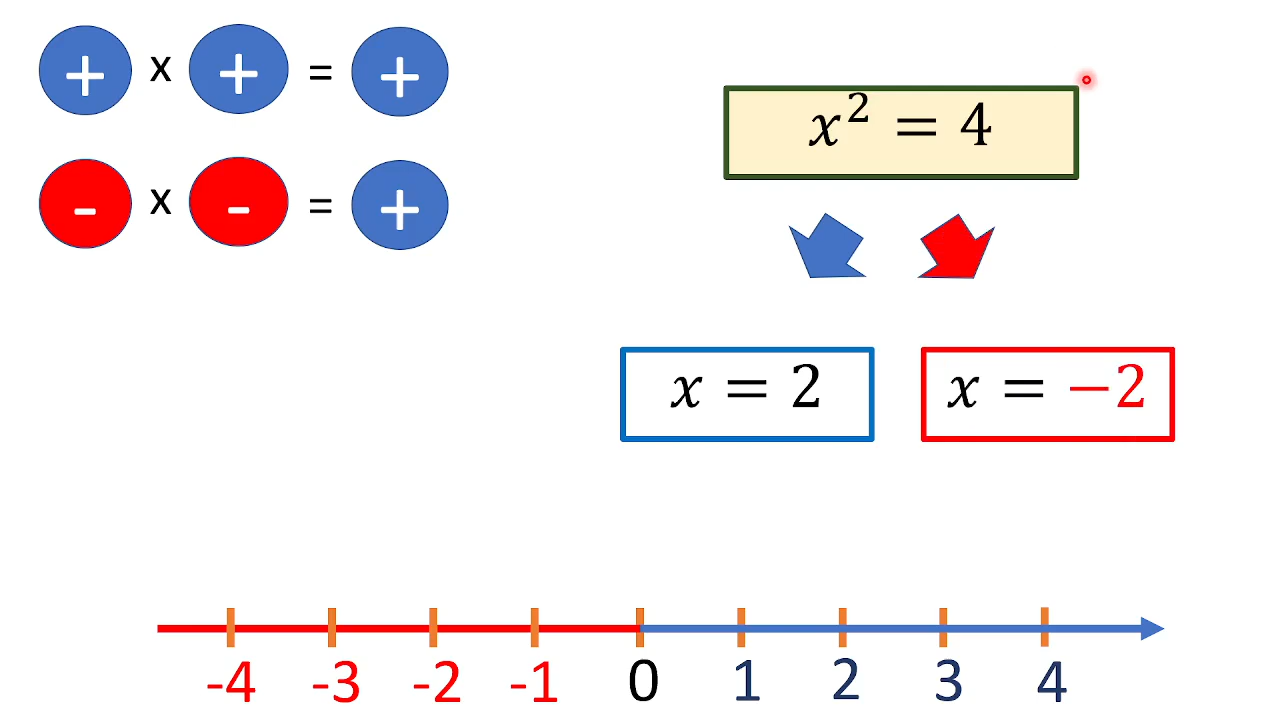 + x + = +
- x - = +
x² = 4
x = 2
x = −2
-4 -3 -2 -1 0 1 2 3 4